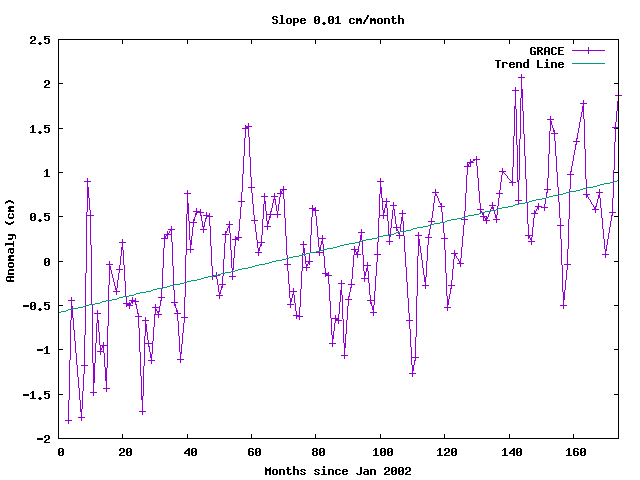 Slope 0.01 cm/month
GRACE
Trend Line
2.5
2
1.5
1
0.5
0
-0.5
-1
-1.5
-2
Anomaly (cm)
0 20 40 60 80 100 120 140 160
Months since Jan 2002